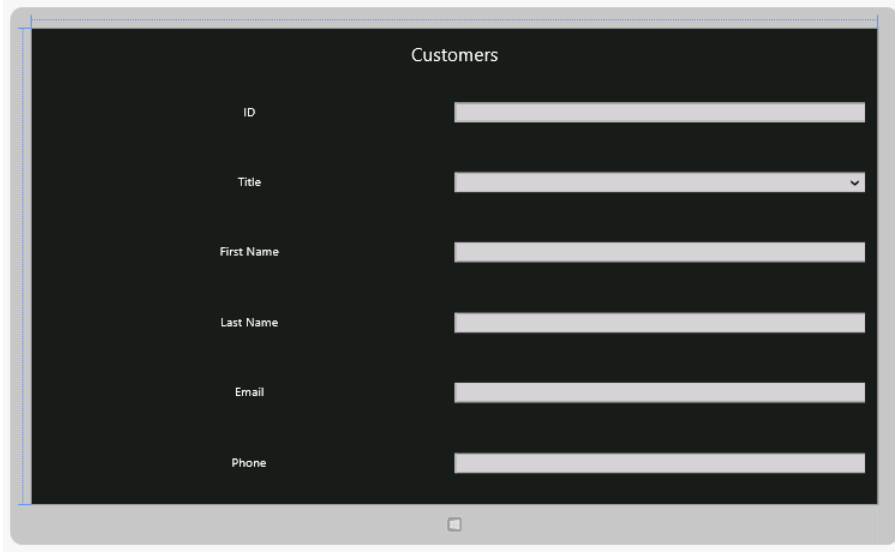 Customers
ID
Title
First Name
Last Name
Email
Phone